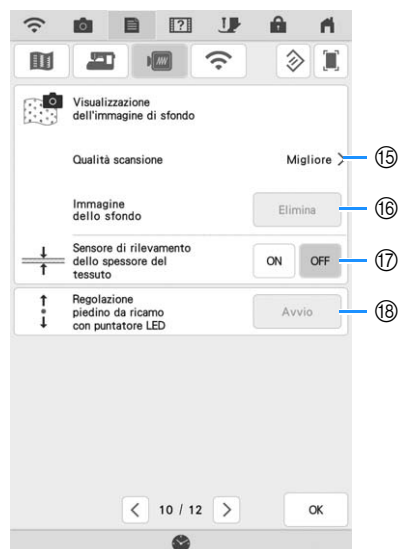 Visualizzazione
dell'immagine di sfondo
Qualità scansione
Migliore >
⑮
Immagine
dello sfondo
Elimina
⑯
Sensore di rilevamento
dello spessore del
tessuto
ON
OFF
⑰
Regolazione
piedino da ricamo
con puntatore LED
Avvio
⑱
< 10 / 12 >
OK